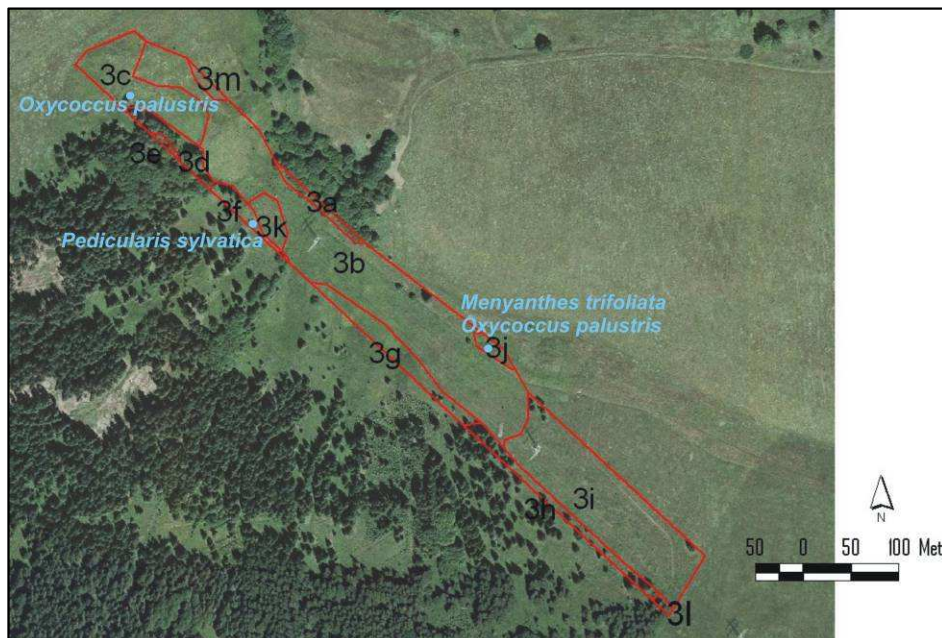 3c
3m
Oxycoccus palustris
3e
3d
3a
3f
3k
Pedicularis sylvatica
3b
Menyanthes trifoliata
Oxycoccus palustris
3j
3g
3i
3h
N
50 0 50 100 Met
3l